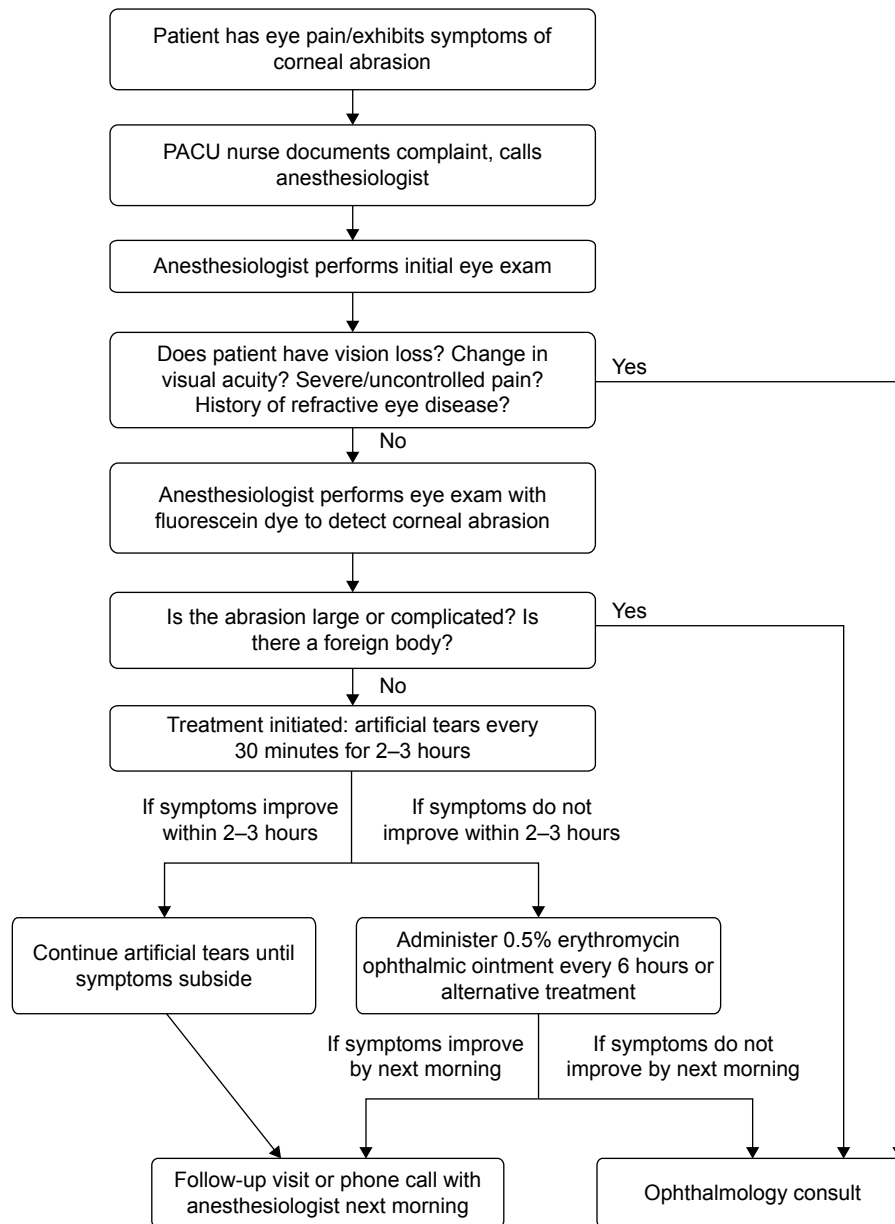 Patient has eye pain/exhibits symptoms of
corneal abrasion
PACU nurse documents complaint, calls
anesthesiologist
Anesthesiologist performs initial eye exam
Does patient have vision loss? Change in
visual acuity? Severe/uncontrolled pain?
History of refractive eye disease?
Yes
No
Anesthesiologist performs eye exam with
fluorescein dye to detect corneal abrasion
Is the abrasion large or complicated? Is
there a foreign body?
Yes
No
Treatment initiated: artificial tears every
30 minutes for 2–3 hours
If symptoms improve
within 2–3 hours
If symptoms do not
improve within 2–3 hours
Continue artificial tears until
symptoms subside
Administer 0.5% erythromycin
ophthalmic ointment every 6 hours or
alternative treatment
If symptoms improve
by next morning
If symptoms do not
improve by next morning
Follow-up visit or phone call with
anesthesiologist next morning
Ophthalmology consult